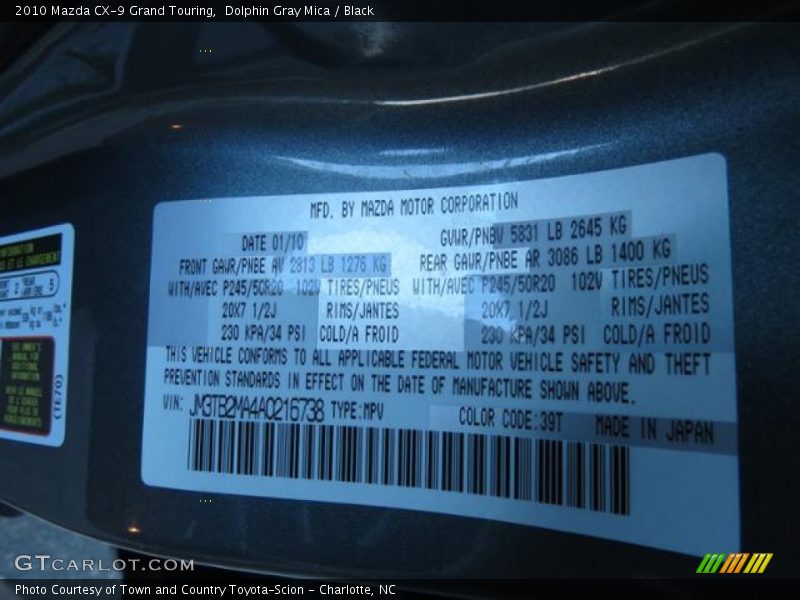 2010 Mazda CX-9 Grand Touring,  Dolphin Gray Mica / Black
MFD. BY MAZDA MOTOR CORPORATION
DATE 01/10
GVWR/PNBV 5831 LB 2645 KG
FRONT GAWR/PNBE AV 2813 LB 1276 KG
REAR GAWR/PNBE AR 3086 LB 1400 KG
WITH/AVEC P245/50R20 102V TIRES/PNEUS
WITH/AVEC P245/50R20 102V TIRES/PNEUS
20X7 1/2J RIMS/JANTES
20X7 1/2J RIMS/JANTES
230 KPA/34 PSI COLD/A FROID
230 KPA/34 PSI COLD/A FROID
THIS VEHICLE CONFORMS TO ALL APPLICABLE FEDERAL MOTOR VEHICLE SAFETY AND THEFT
PREVENTION STANDARDS IN EFFECT ON THE DATE OF MANUFACTURE SHOWN ABOVE.
VIN: JM3TB2MA4A0216738 TYPE:MPV
COLOR CODE:39T
MADE IN JAPAN
(TE70)
GTCARLOT.COM
Photo Courtesy of Town and Country Toyota-Scion - Charlotte, NC